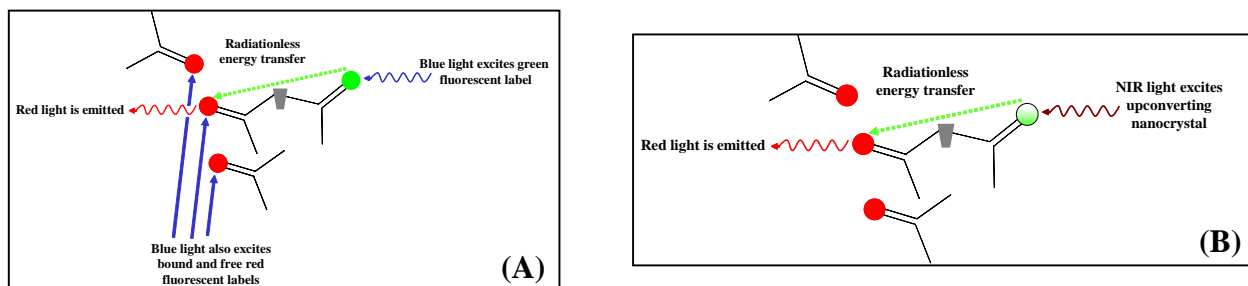 Radiationless
energy transfer
Blue light excites green
fluorescent label
Red light is emitted
Blue light also excites
bound and free red
fluorescent labels
(A)
Radiationless
energy transfer
NIR light excites
upconverting
nanocrystal
Red light is emitted
(B)